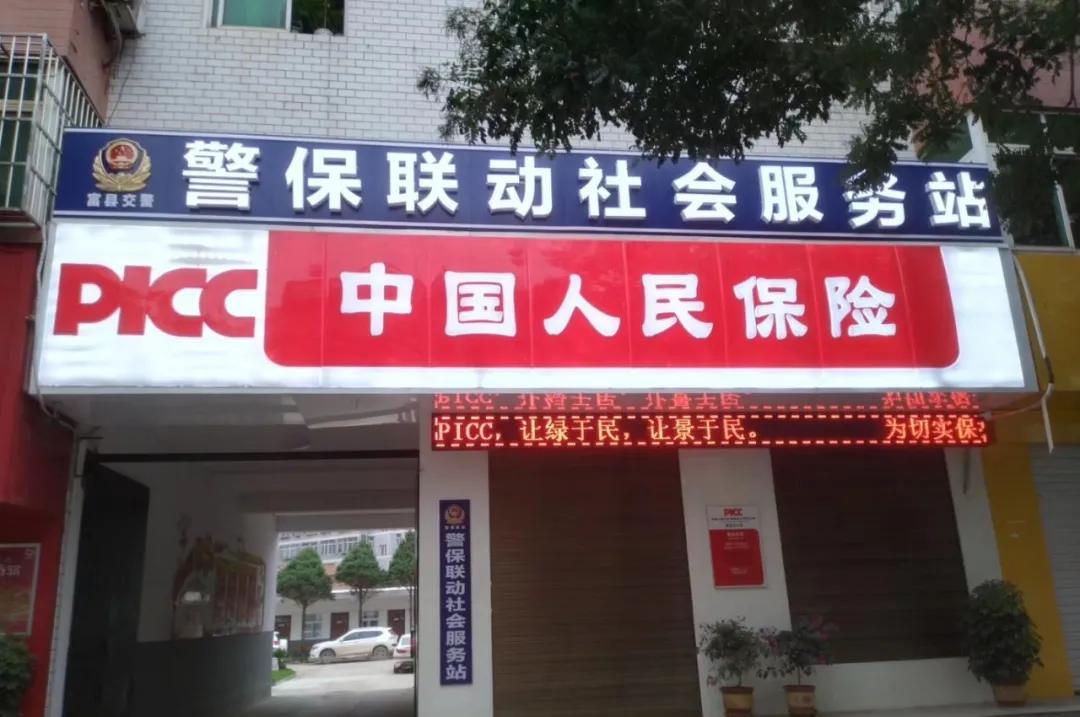 警保联动社会服务站
富县交警
PICC 中国人民保险
PICC，让绿于民，让景于民。 为切实保
警保联动社会服务站
PICC